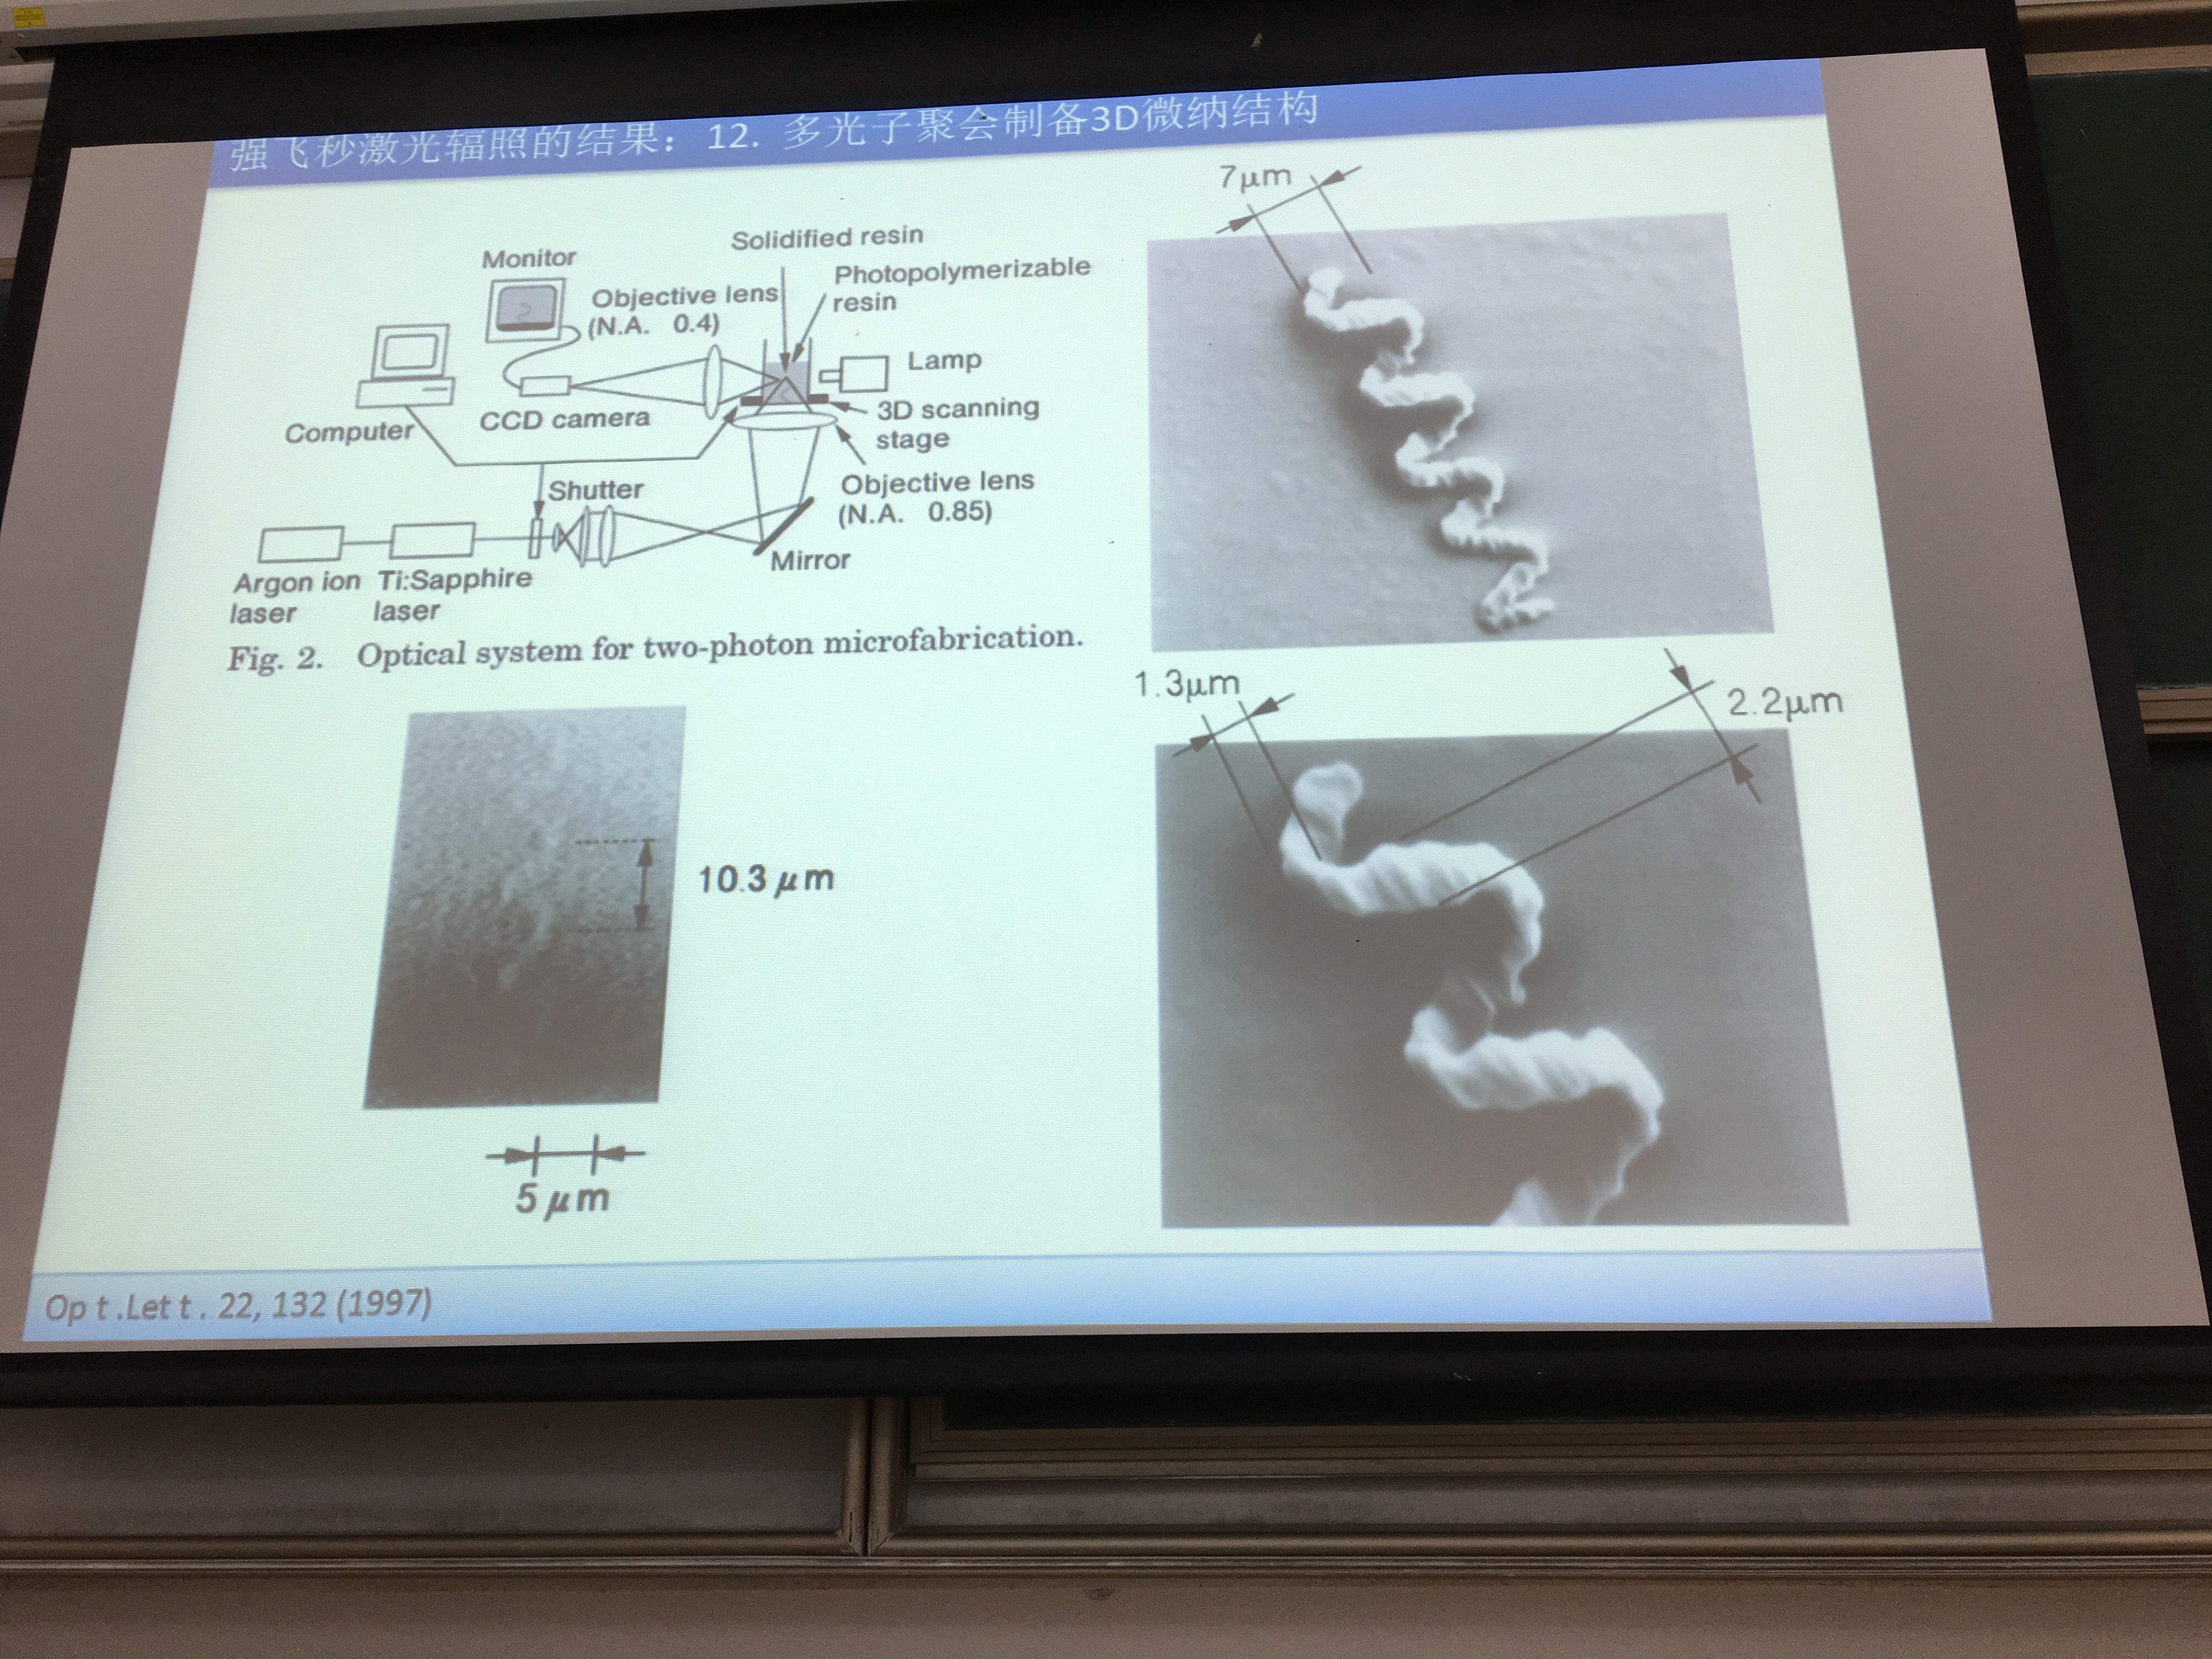 强飞秒激光辐照的结果：12. 多光子聚会制备3D微纳结构
Solidified resin
Monitor
Photopolymerizable
resin
Objective lens
(N.A. 0.4)
Lamp
CCD camera
3D scanning
stage
Computer
Objective lens
(N.A. 0.85)
Shutter
Mirror
Argon ion
laser
Ti:Sapphire
laser
Fig. 2. Optical system for two-photon microfabrication.
7μm
1.3μm
2.2μm
10.3 μm
5 μm
Op t .Let t . 22, 132 (1997)